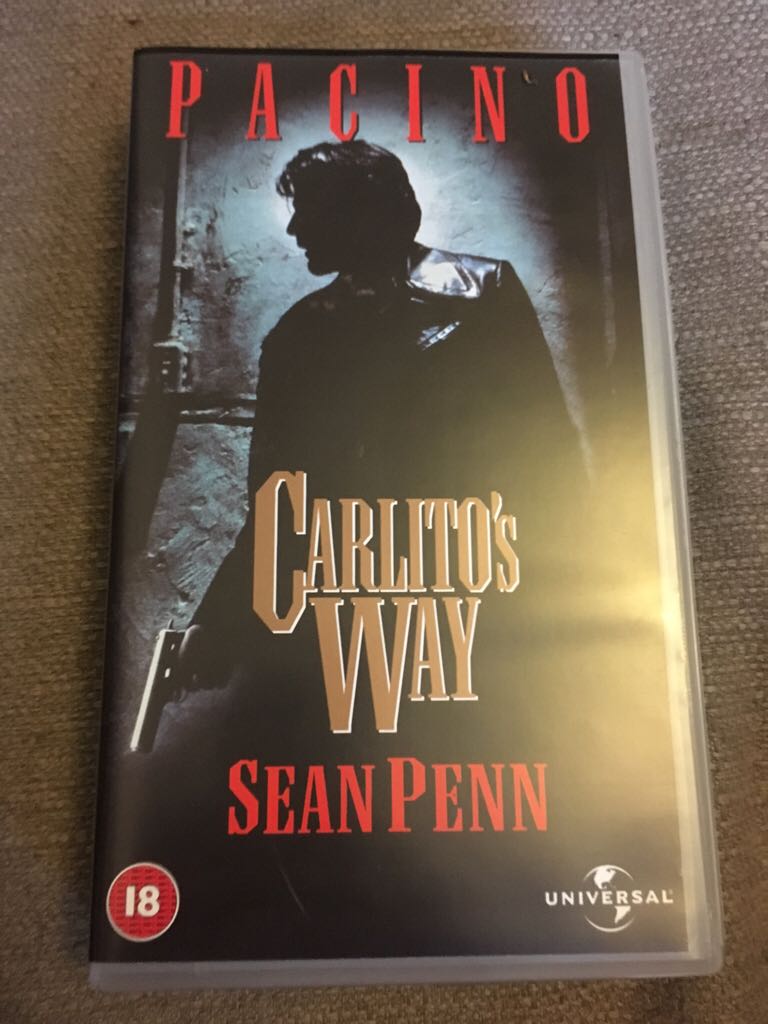 PACINO
CARLITO'S
WAY
SEAN PENN
18
UNIVERSAL